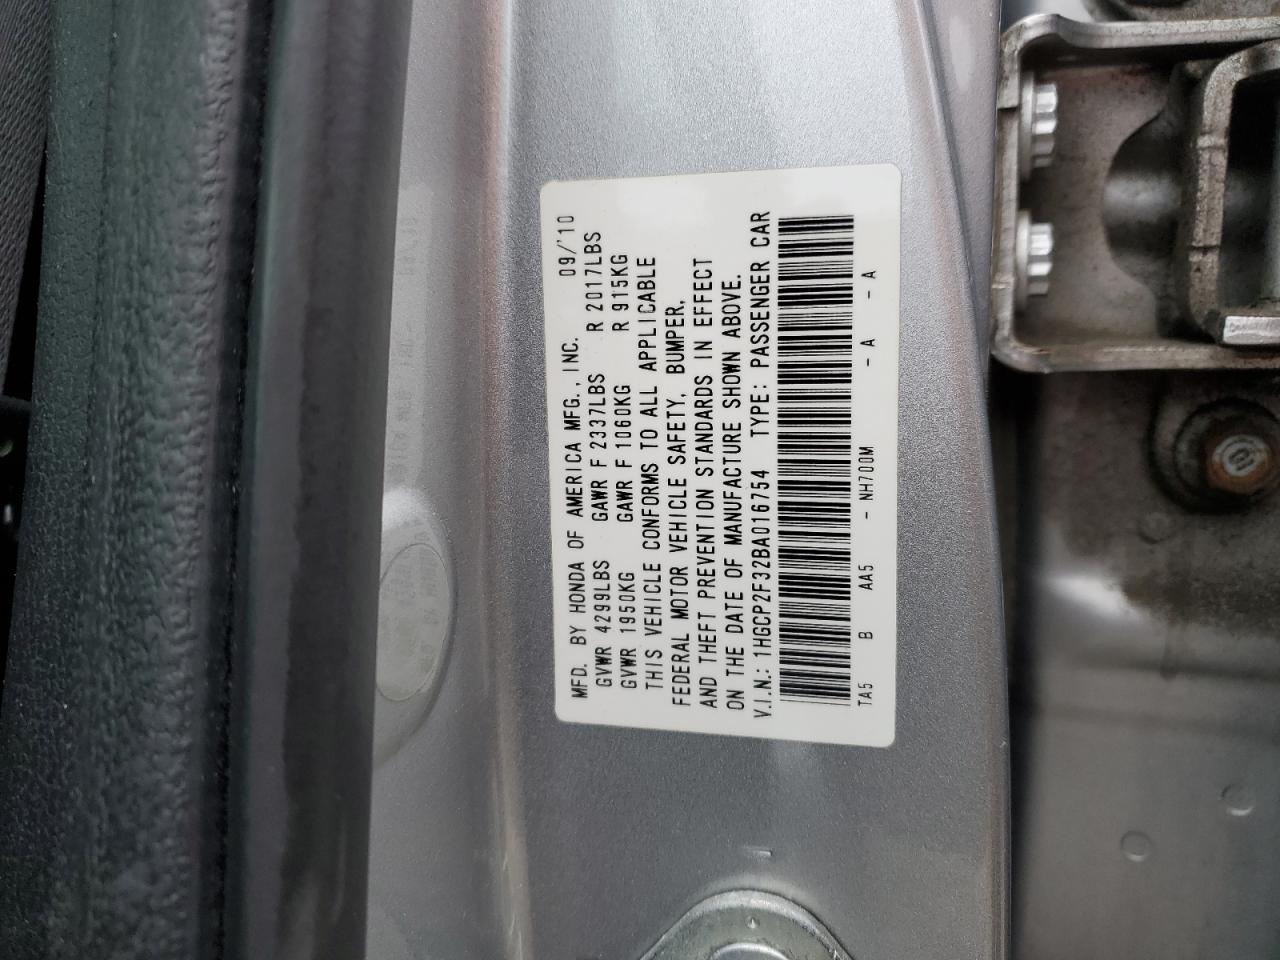 MFD. BY HONDA OF AMERICA MFG., INC. 09/'10
GVWR 4299LBS GAWR F 2337LBS R 2017LBS
GVWR 1950KG GAWR F 1060KG R 915KG
THIS VEHICLE CONFORMS TO ALL APPLICABLE
FEDERAL MOTOR VEHICLE SAFETY, BUMPER,
AND THEFT PREVENTION STANDARDS IN EFFECT
ON THE DATE OF MANUFACTURE SHOWN ABOVE.
V.I.N.: 1HGCP2F32BA016754 TYPE: PASSENGER CAR
TA5 B AA5 - NH700M - A - A